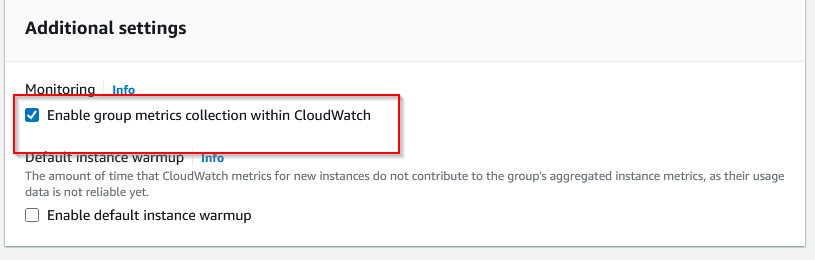 Additional settings
Monitoring Info
Enable group metrics collection within CloudWatch
Default instance warmup Info
The amount of time that CloudWatch metrics for new instances do not contribute to the group's aggregated instance metrics, as their usage
data is not reliable yet.
Enable default instance warmup